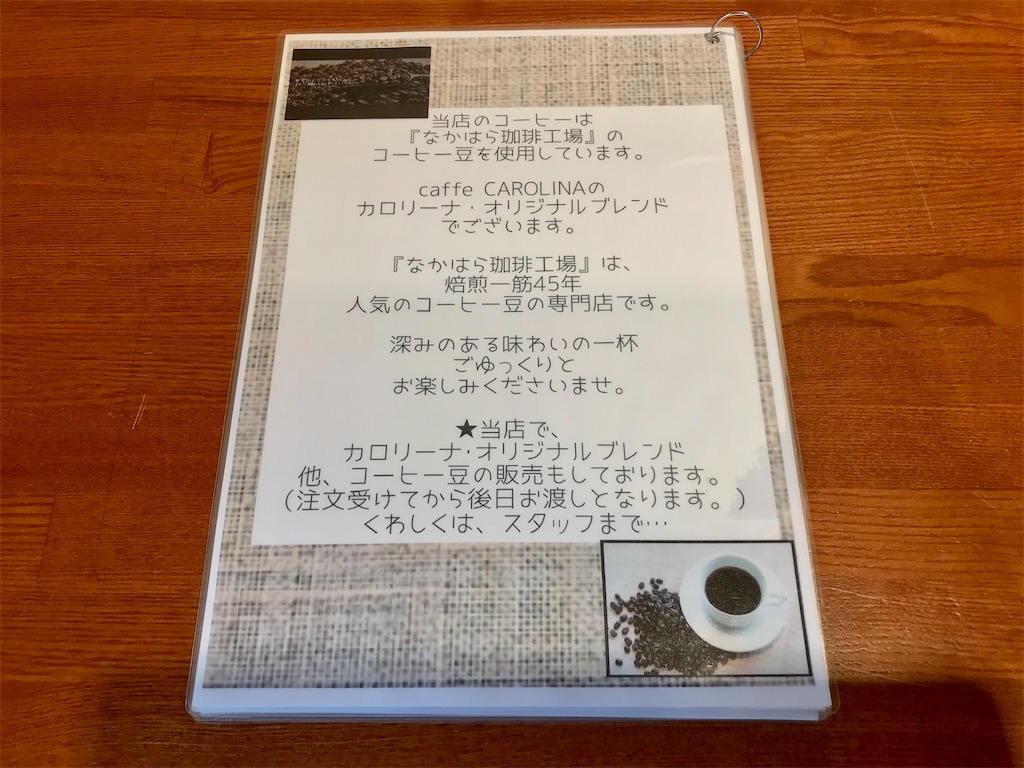 当店のコーヒーは
『なかはら珈琲工場』の
コーヒー豆を使用しています。
caffe CAROLINAの
カロリーナ・オリジナルブレンド
でございます。
『なかはら珈琲工場』は、
焙煎一筋45年
人気のコーヒー豆の専門店です。
深みのある味わいの一杯
ごゆっくりと
お楽しみくださいませ。
★当店で、
カロリーナ・オリジナルブレンド
他、コーヒー豆の販売もしております。
(注文受けてから後日お渡しとなります。)
くわしくは、スタッフまで…